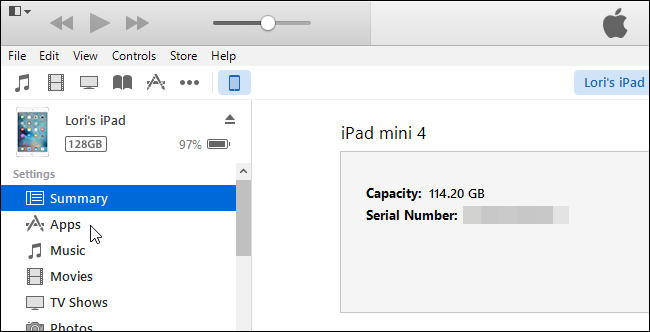 File Edit View Controls Store Help
Lori's iPad
Lori's iPad
128GB 97%
iPad mini 4
Settings
Summary
Apps
Music
Movies
TV Shows
Photos
Capacity: 114.20 GB
Serial Number: